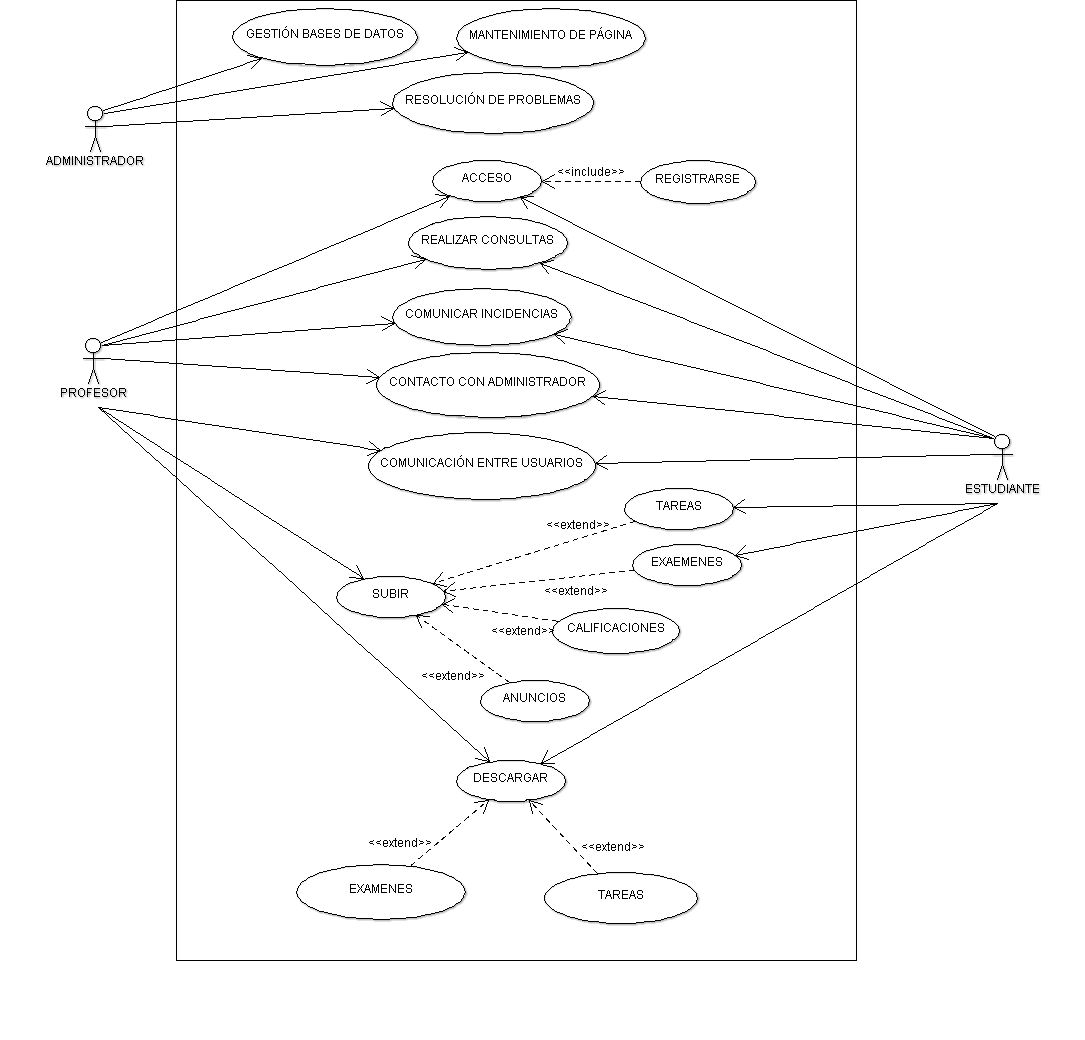 GESTIÓN BASES DE DATOS
MANTENIMIENTO DE PÁGINA
RESOLUCIÓN DE PROBLEMAS
ADMINISTRADOR
ACCESO
<<include>>
REGISTRARSE
REALIZAR CONSULTAS
COMUNICAR INCIDENCIAS
CONTACTO CON ADMINISTRADOR
PROFESOR
COMUNICACIÓN ENTRE USUARIOS
ESTUDIANTE
TAREAS
<<extend>>
EXAEMENES
<<extend>>
SUBIR
CALIFICACIONES
<<extend>>
<<extend>>
ANUNCIOS
DESCARGAR
<<extend>>
<<extend>>
EXAMENES
TAREAS